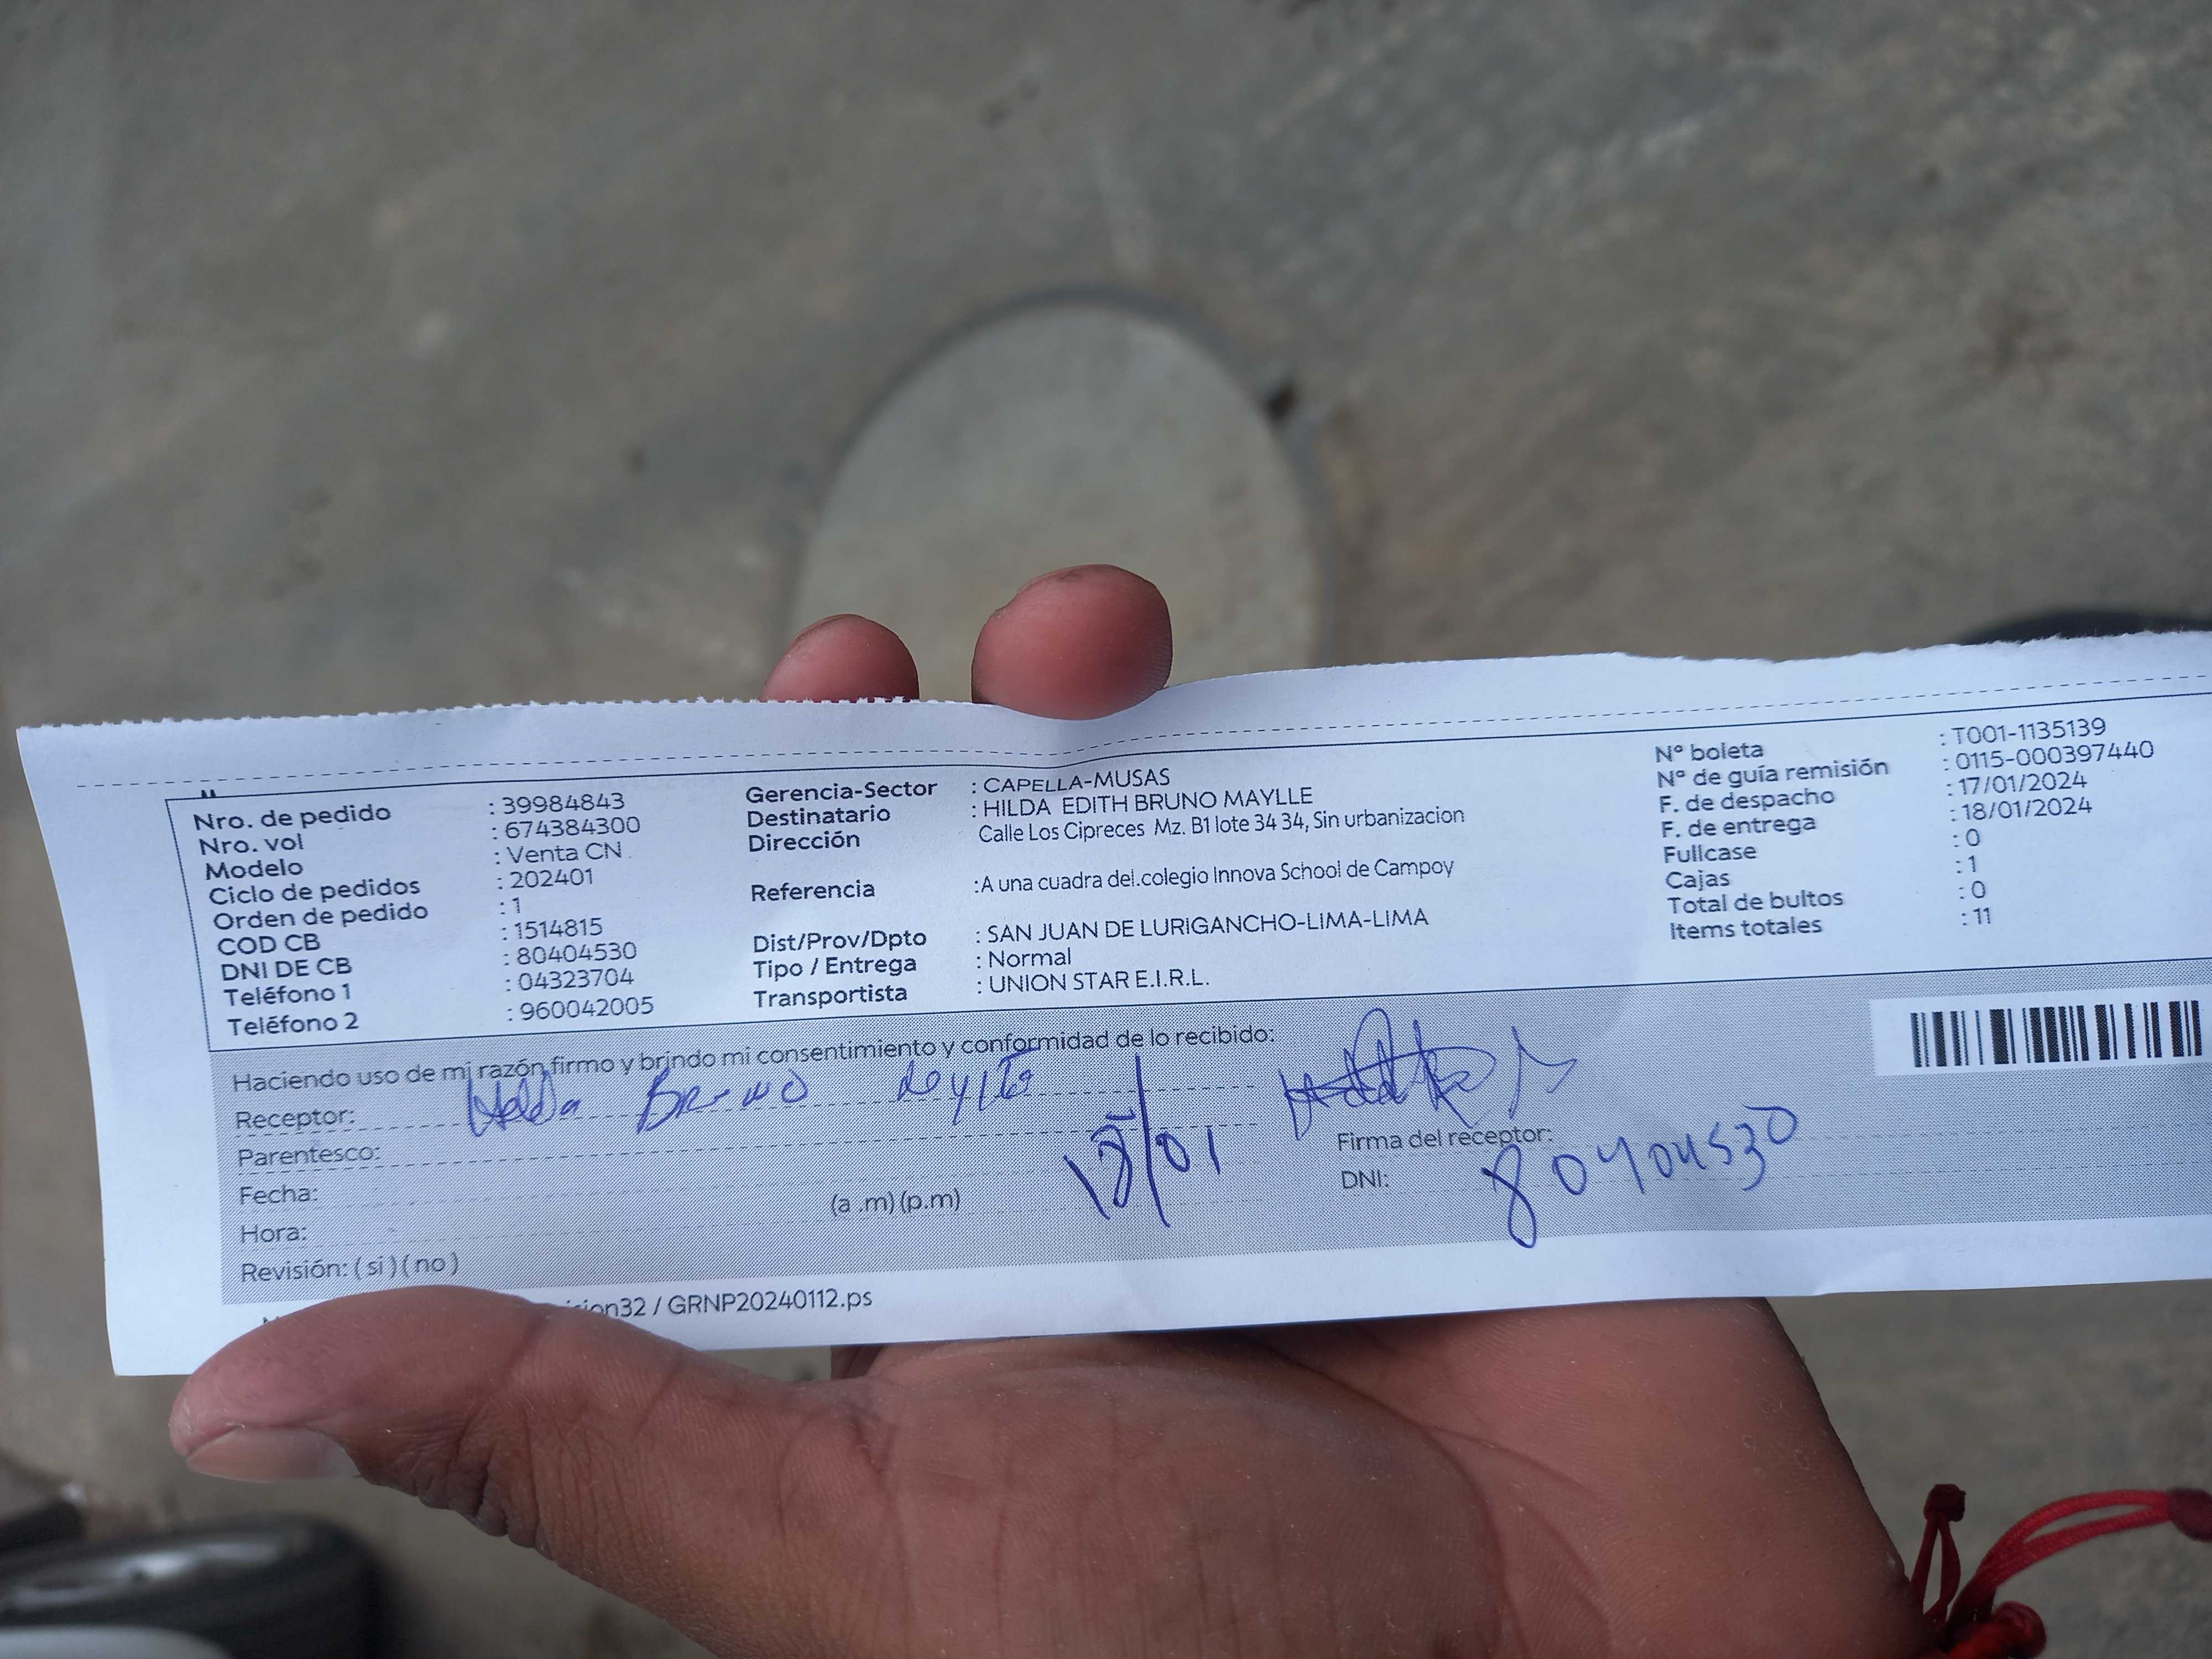 Nro. de pedido : 39984843
Nro. vol : 674384300
Modelo : Venta CN
Ciclo de pedidos : 202401
Orden de pedido : 1
COD CB : 1514815
DNI DE CB : 80404530
Teléfono 1 : 04323704
Teléfono 2 : 960042005
Gerencia-Sector : CAPELLA-MUSAS
Destinatario : HILDA EDITH BRUNO MAYLLE
Dirección Calle Los Cipreces Mz. B1 lote 34 34, Sin urbanizacion
Referencia :A una cuadra del.colegio Innova School de Campoy
Dist/Prov/Dpto : SAN JUAN DE LURIGANCHO-LIMA-LIMA
Tipo / Entrega : Normal
Transportista : UNION STAR E.I.R.L.
Nº boleta : T001-1135139
Nº de guía remisión : 0115-000397440
F. de despacho : 17/01/2024
F. de entrega : 18/01/2024
Fullcase : 0
Cajas : 1
Total de bultos : 0
Items totales : 11
Haciendo uso de mi razón firmo y brindo mi consentimiento y conformidad de lo recibido:
Receptor: Hilda Bruno
Parentesco:
Fecha: 18/01
Hora: (a .m) (p.m)
Revisión: ( si ) ( no )
Firma del receptor:
DNI: 80404530
ision32 / GRNP20240112.ps